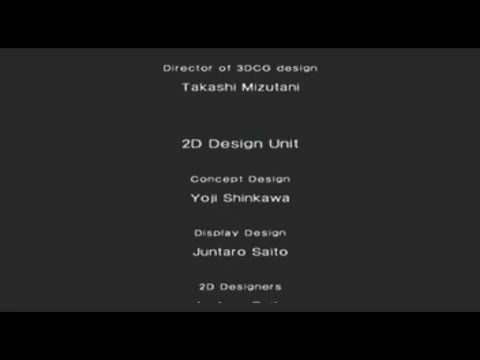 Director of 3DCG design
Takashi Mizutani
2D Design Unit
Concept Design
Yoji Shinkawa
Display Design
Juntaro Saito
2D Designers